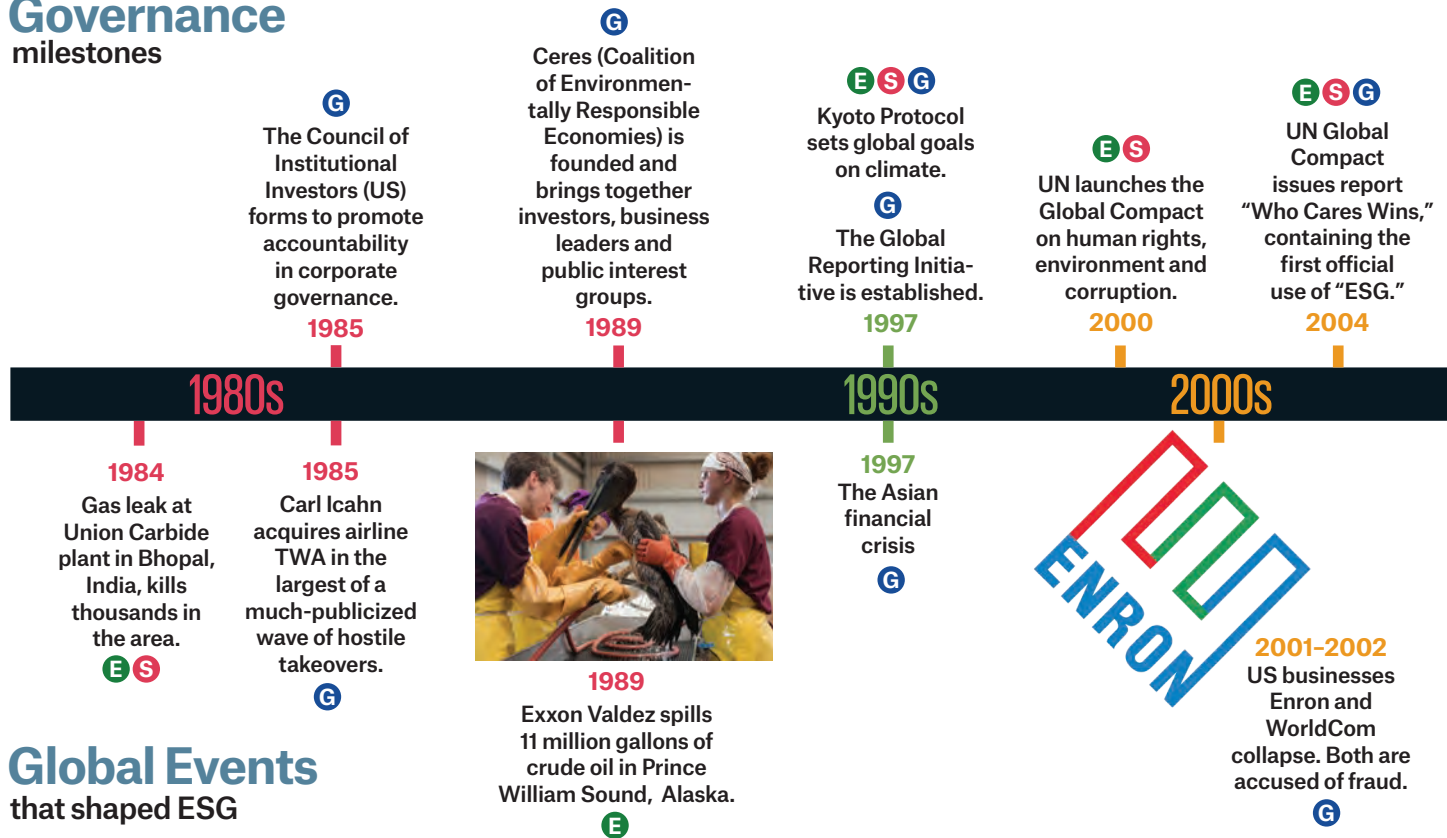 Governance
milestones
G
The Council of
Institutional
Investors (US)
forms to promote
accountability
in corporate
governance.
1985
G
Ceres (Coalition
of Environmen-
tally Responsible
Economies) is
founded and
brings together
investors, business
leaders and
public interest
groups.
1989
E S G
Kyoto Protocol
sets global goals
on climate.
G
The Global
Reporting Initia-
tive is established.
1997
E S
UN launches the
Global Compact
on human rights,
environment and
corruption.
2000
E S G
UN Global
Compact
issues report
“Who Cares Wins,”
containing the
first official
use of “ESG.”
2004
1980s
1990s
2000s
1984
Gas leak at
Union Carbide
plant in Bhopal,
India, kills
thousands in
the area.
E S
1985
Carl Icahn
acquires airline
TWA in the
largest of a
much-publicized
wave of hostile
takeovers.
G
1989
Exxon Valdez spills
11 million gallons of
crude oil in Prince
William Sound, Alaska.
E
1997
The Asian
financial
crisis
G
ENRON
2001–2002
US businesses
Enron and
WorldCom
collapse. Both are
accused of fraud.
G
Global Events
that shaped ESG